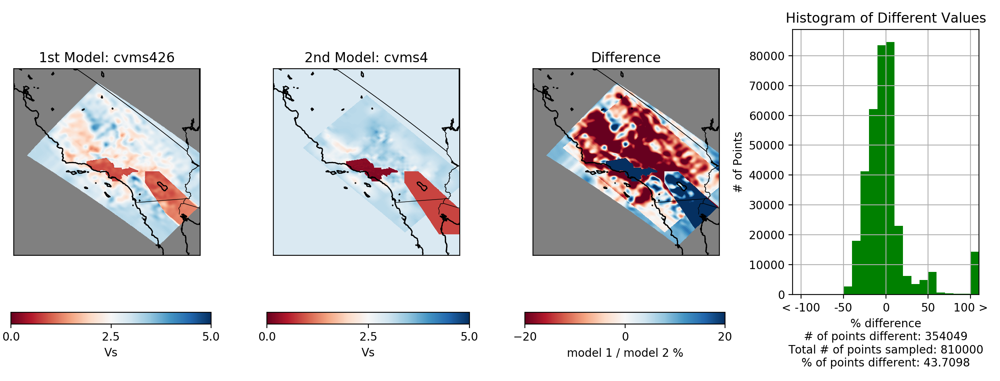 1st Model: cvms426
0.0 2.5 5.0
Vs
2nd Model: cvms4
0.0 2.5 5.0
Vs
Difference
−20 0 20
model 1 / model 2 %
Histogram of Different Values
80000
70000
60000
50000
40000
30000
20000
10000
0
# of Points
< -100 -50 0 50 100 >
% difference
# of points different: 354049
Total # of points sampled: 810000
% of points different: 43.7098